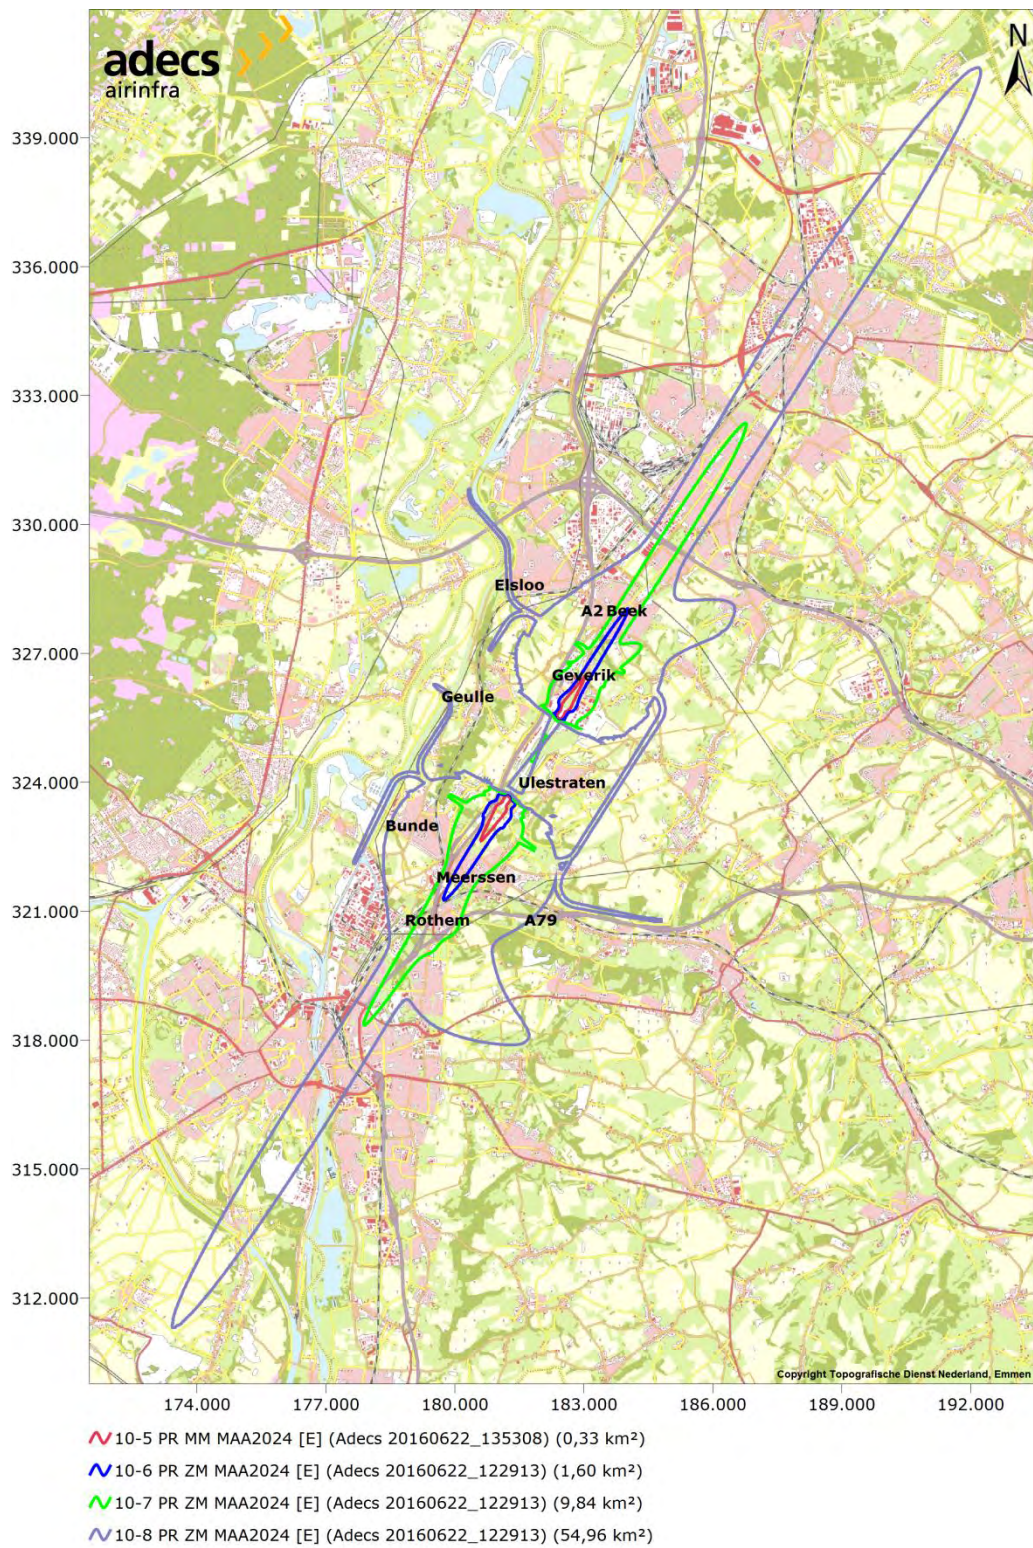 adecs
airinfra
N
339.000
336.000
333.000
330.000
Elsloo
A2 Beek
327.000
Geverik
Geulle
324.000
Ulestraten
Bunde
Meerssen
321.000
Rothem
A79
318.000
315.000
312.000
Copyright Topografische Dienst Nederland, Emmen
174.000 177.000 180.000 183.000 186.000 189.000 192.000
10-5 PR MM MAA2024 [E] (Adecs 20160622_135308) (0,33 km²)
10-6 PR ZM MAA2024 [E] (Adecs 20160622_122913) (1,60 km²)
10-7 PR ZM MAA2024 [E] (Adecs 20160622_122913) (9,84 km²)
10-8 PR ZM MAA2024 [E] (Adecs 20160622_122913) (54,96 km²)